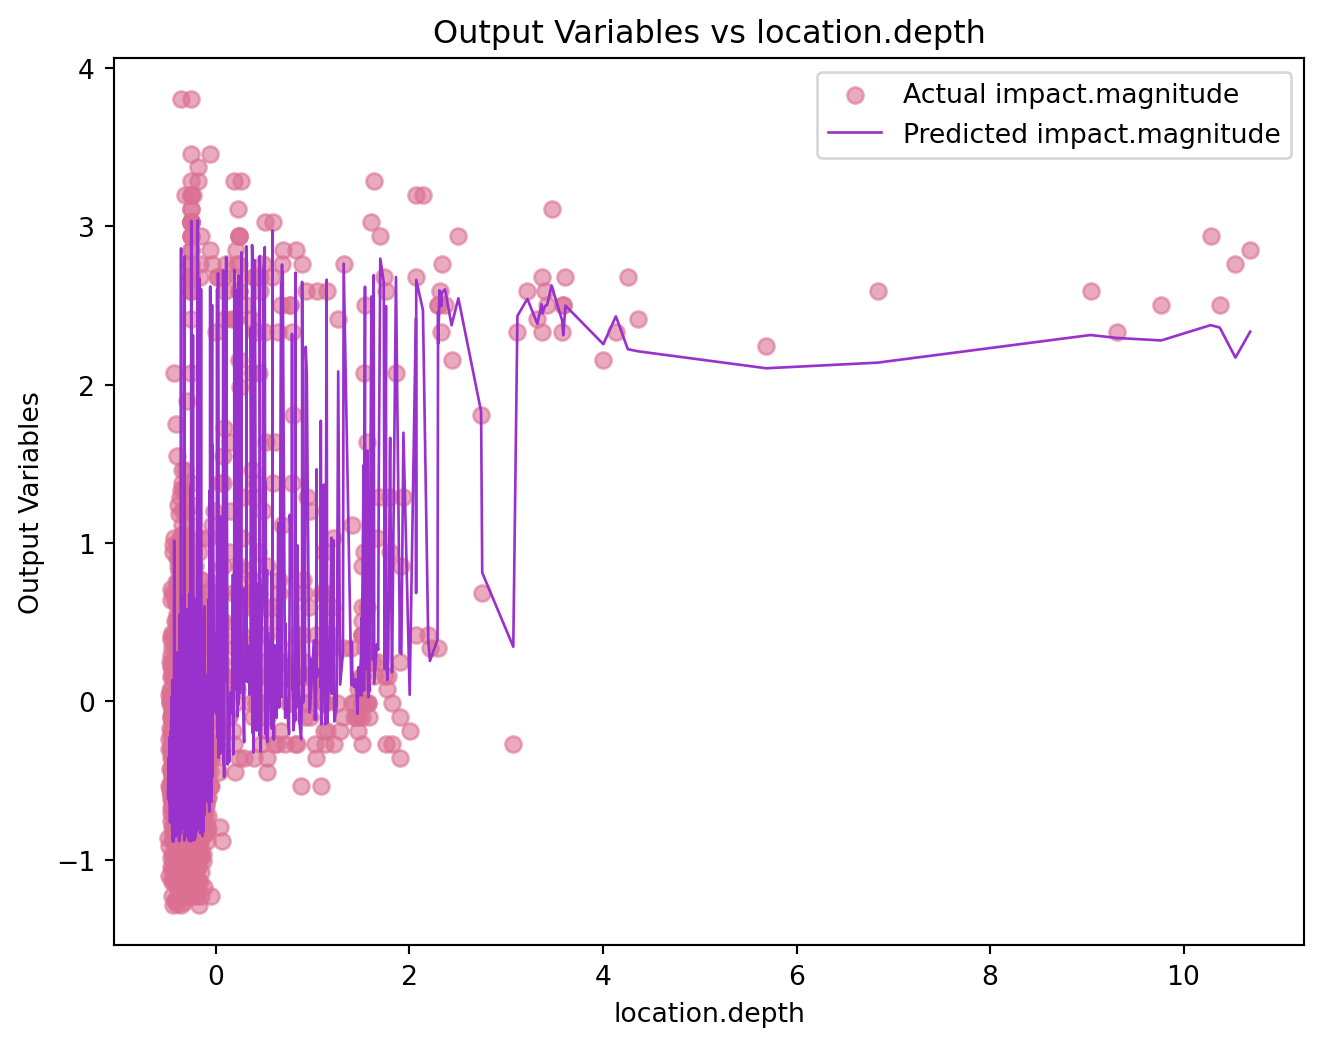 Output Variables vs location.depth
Actual impact.magnitude
Predicted impact.magnitude
Output Variables
4
3
2
1
0
−1
0
2
4
6
8
10
location.depth